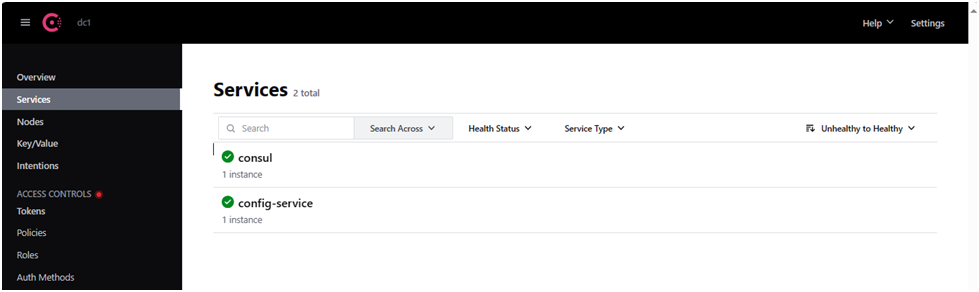 dc1
Help
Settings
Overview
Services
Nodes
Key/Value
Intentions
ACCESS CONTROLS
Tokens
Policies
Roles
Auth Methods
Services 2 total
Search
Search Across
Health Status
Service Type
Unhealthy to Healthy
consul
1 instance
config-service
1 instance